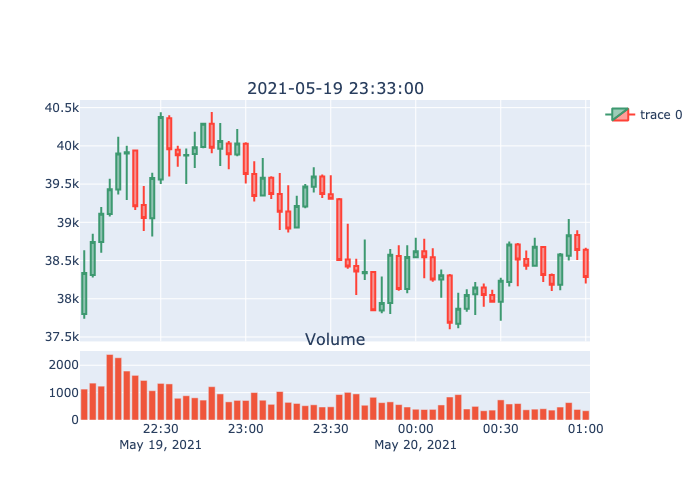 2021-05-19 23:33:00
40.5k
40k
39.5k
39k
38.5k
38k
37.5k
trace 0
Volume
2000
1000
0
22:30
23:00
23:30
00:00
00:30
01:00
May 19, 2021
May 20, 2021